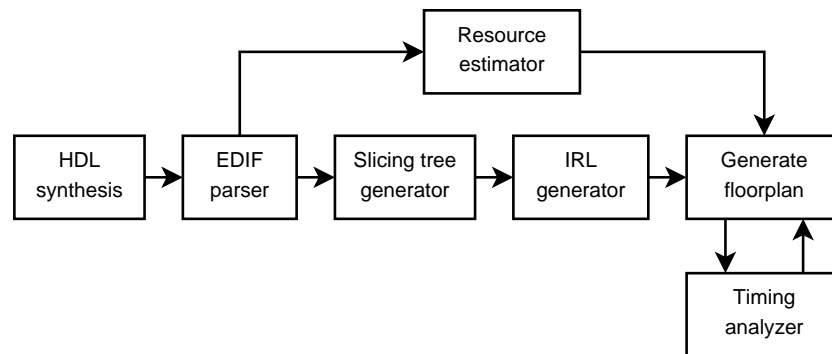 Resource
estimator
HDL
synthesis
EDIF
parser
Slicing tree
generator
IRL
generator
Generate
floorplan
Timing
analyzer